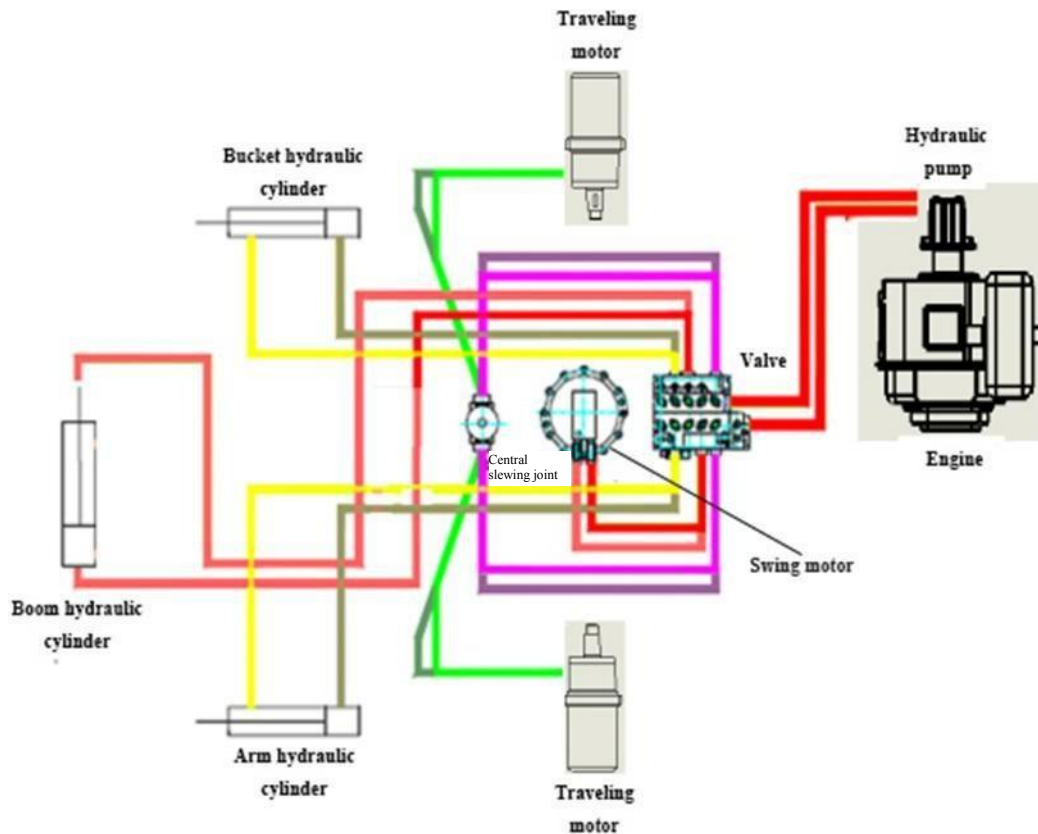 Traveling
motor
Hydraulic
pump
Bucket hydraulic
cylinder
Valve
Central
slewing joint
Engine
Swing motor
Boom hydraulic
cylinder
Arm hydraulic
cylinder
Traveling
motor